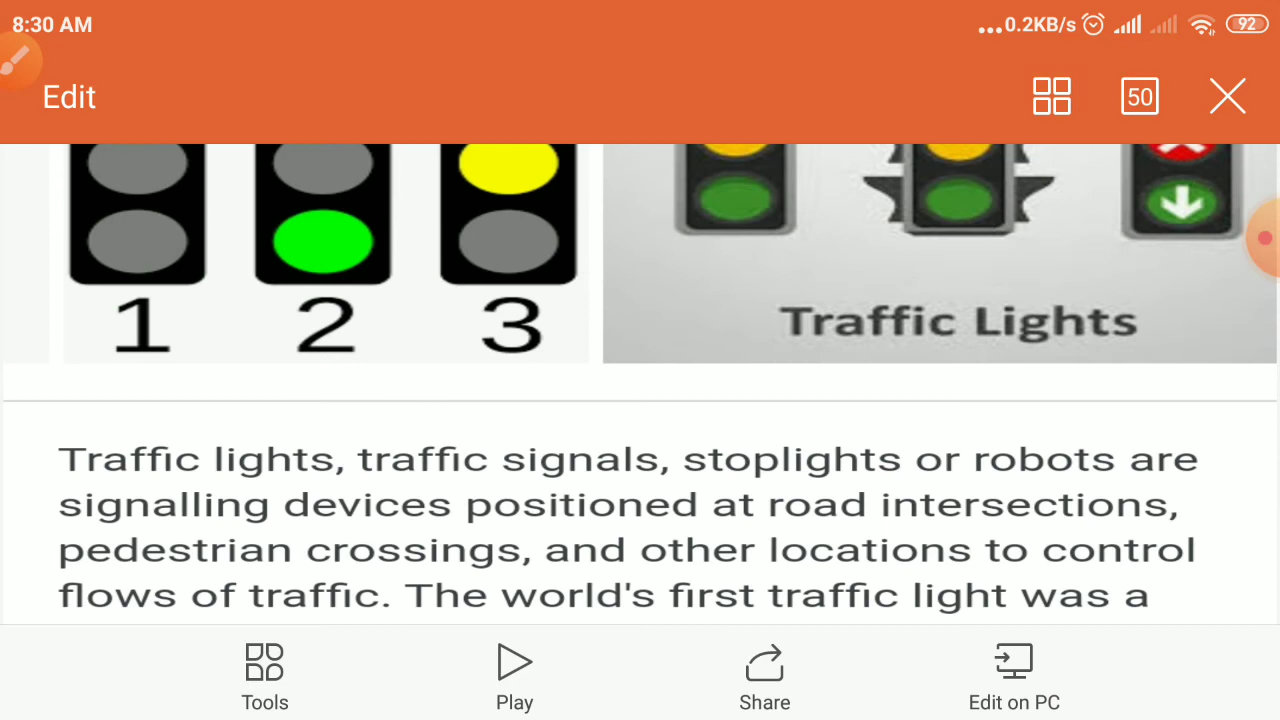 8:30 AM
...0.2KB/s
92
Edit
50
1 2 3
Traffic Lights
Traffic lights, traffic signals, stoplights or robots are
signalling devices positioned at road intersections,
pedestrian crossings, and other locations to control
flows of traffic. The world's first traffic light was a
Tools
Play
Share
Edit on PC